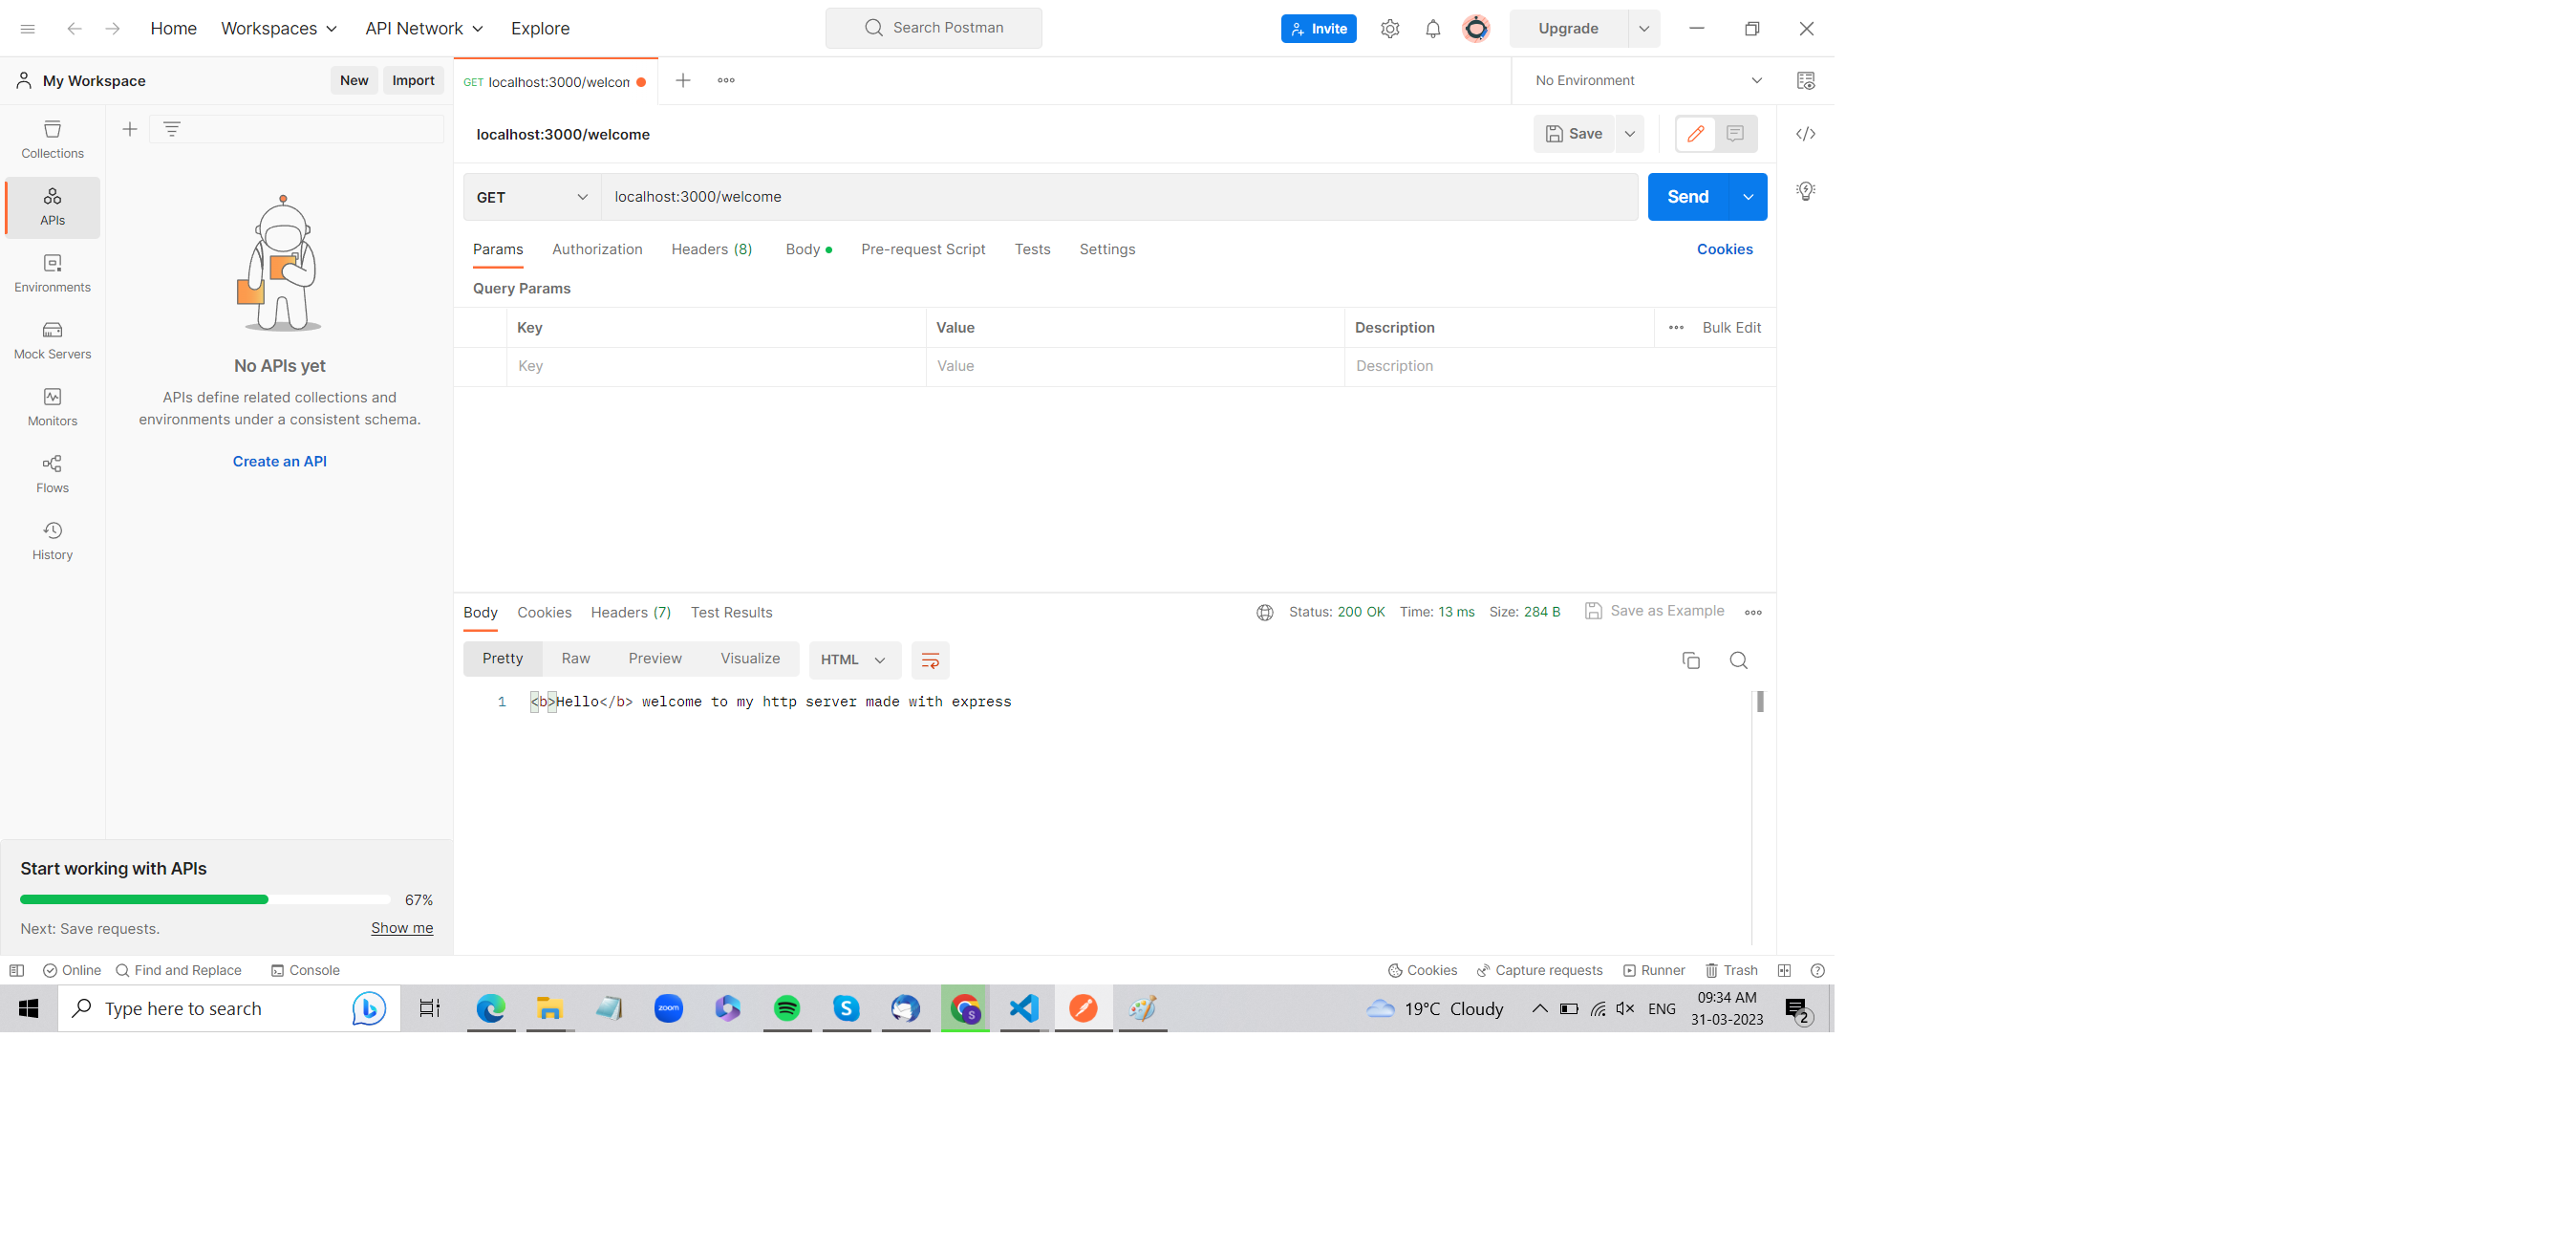 Home Workspaces API Network Explore Search Postman Invite Upgrade
My Workspace New Import GET localhost:3000/welcom No Environment
Collections
APIs
Environments
Mock Servers
Monitors
Flows
History
No APIs yet
APIs define related collections and
environments under a consistent schema.
Create an API
Start working with APIs
67%
Next: Save requests. Show me
localhost:3000/welcome Save
GET localhost:3000/welcome Send
Params Authorization Headers (8) Body Pre-request Script Tests Settings Cookies
Query Params
Key Value Description Bulk Edit
Key Value Description
Body Cookies Headers (7) Test Results Status: 200 OK Time: 13 ms Size: 284 B Save as Example
Pretty Raw Preview Visualize HTML
1 <b>Hello</b> welcome to my http server made with express
Online Find and Replace Console Cookies Capture requests Runner Trash
Type here to search zoom S S 19°C Cloudy ENG 09:34 AM
31-03-2023 2